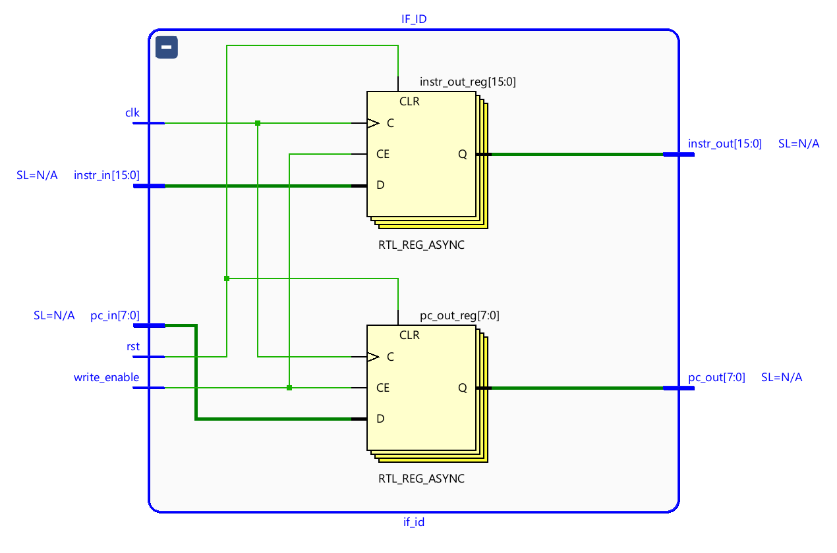 IF_ID
instr_out_reg[15:0]
CLR
clk
C
CE
Q
instr_out[15:0] SL=N/A
SL=N/A instr_in[15:0]
D
RTL_REG_ASYNC
SL=N/A pc_in[7:0]
pc_out_reg[7:0]
CLR
rst
C
write_enable
CE
Q
pc_out[7:0] SL=N/A
D
RTL_REG_ASYNC
if_id